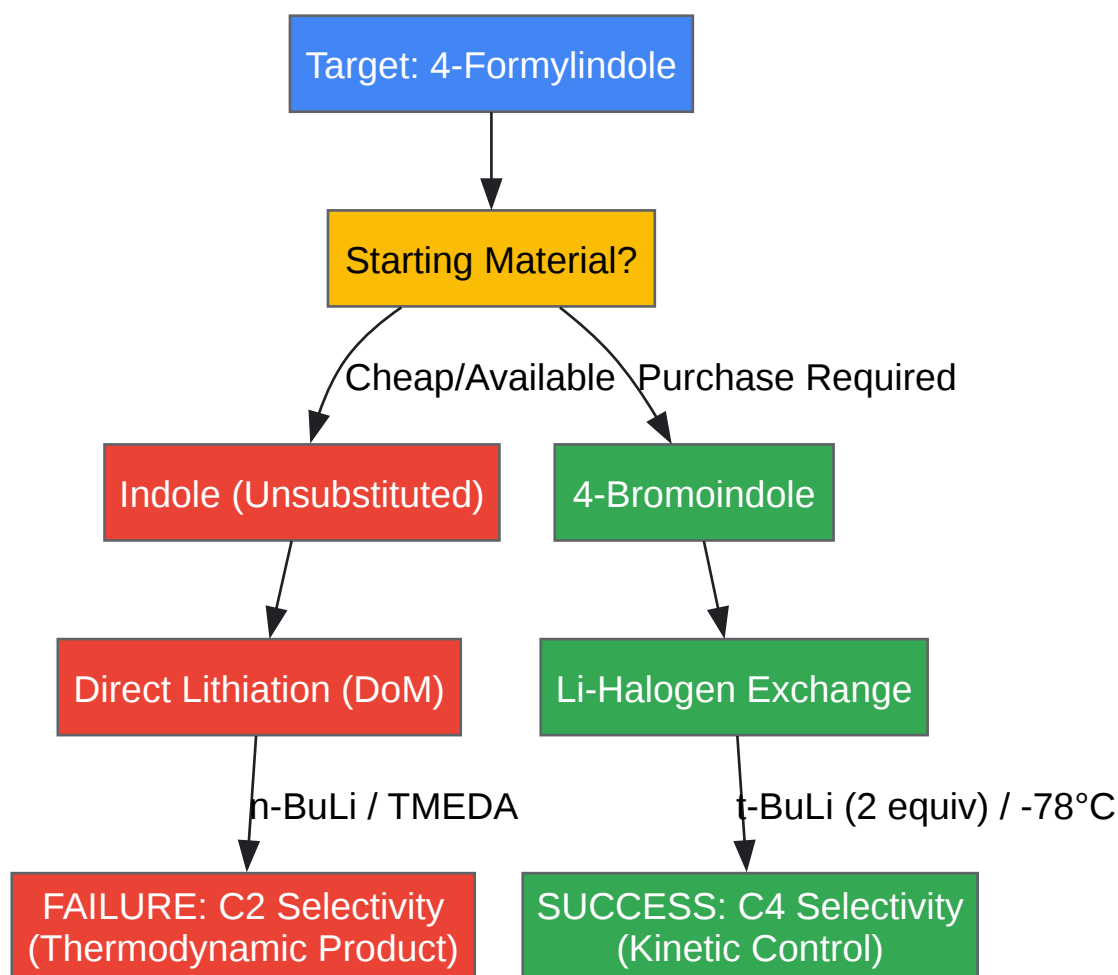 Target: 4-Formylindole
Starting Material?
Cheap/Available
Purchase Required
Indole (Unsubstituted)
4-Bromoindole
Direct Lithiation (DoM)
Li-Halogen Exchange
n-BuLi / TMEDA
t-BuLi (2 equiv) / -78°C
FAILURE: C2 Selectivity
(Thermodynamic Product)
SUCCESS: C4 Selectivity
(Kinetic Control)